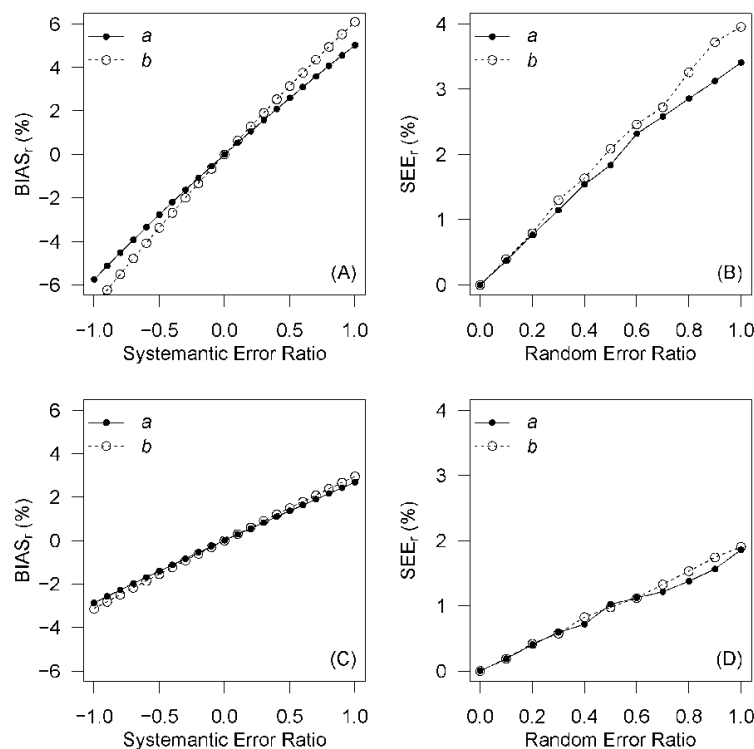 6
4
2
0
−2
−4
−6
BIASr (%)
a
b
(A)
−1.0 −0.5 0.0 0.5 1.0
Systemantic Error Ratio
4
3
2
1
0
SEEr (%)
a
b
(B)
0.0 0.2 0.4 0.6 0.8 1.0
Random Error Ratio
6
4
2
0
−2
−4
−6
BIASr (%)
a
b
(C)
−1.0 −0.5 0.0 0.5 1.0
Systemantic Error Ratio
4
3
2
1
0
SEEr (%)
a
b
(D)
0.0 0.2 0.4 0.6 0.8 1.0
Random Error Ratio